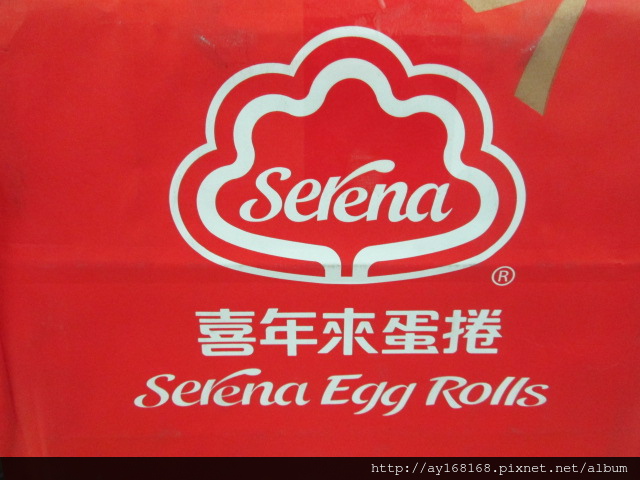 Serena
®
喜年來蛋捲
Serena Egg Rolls
http://ay168168.pixnet.net/album